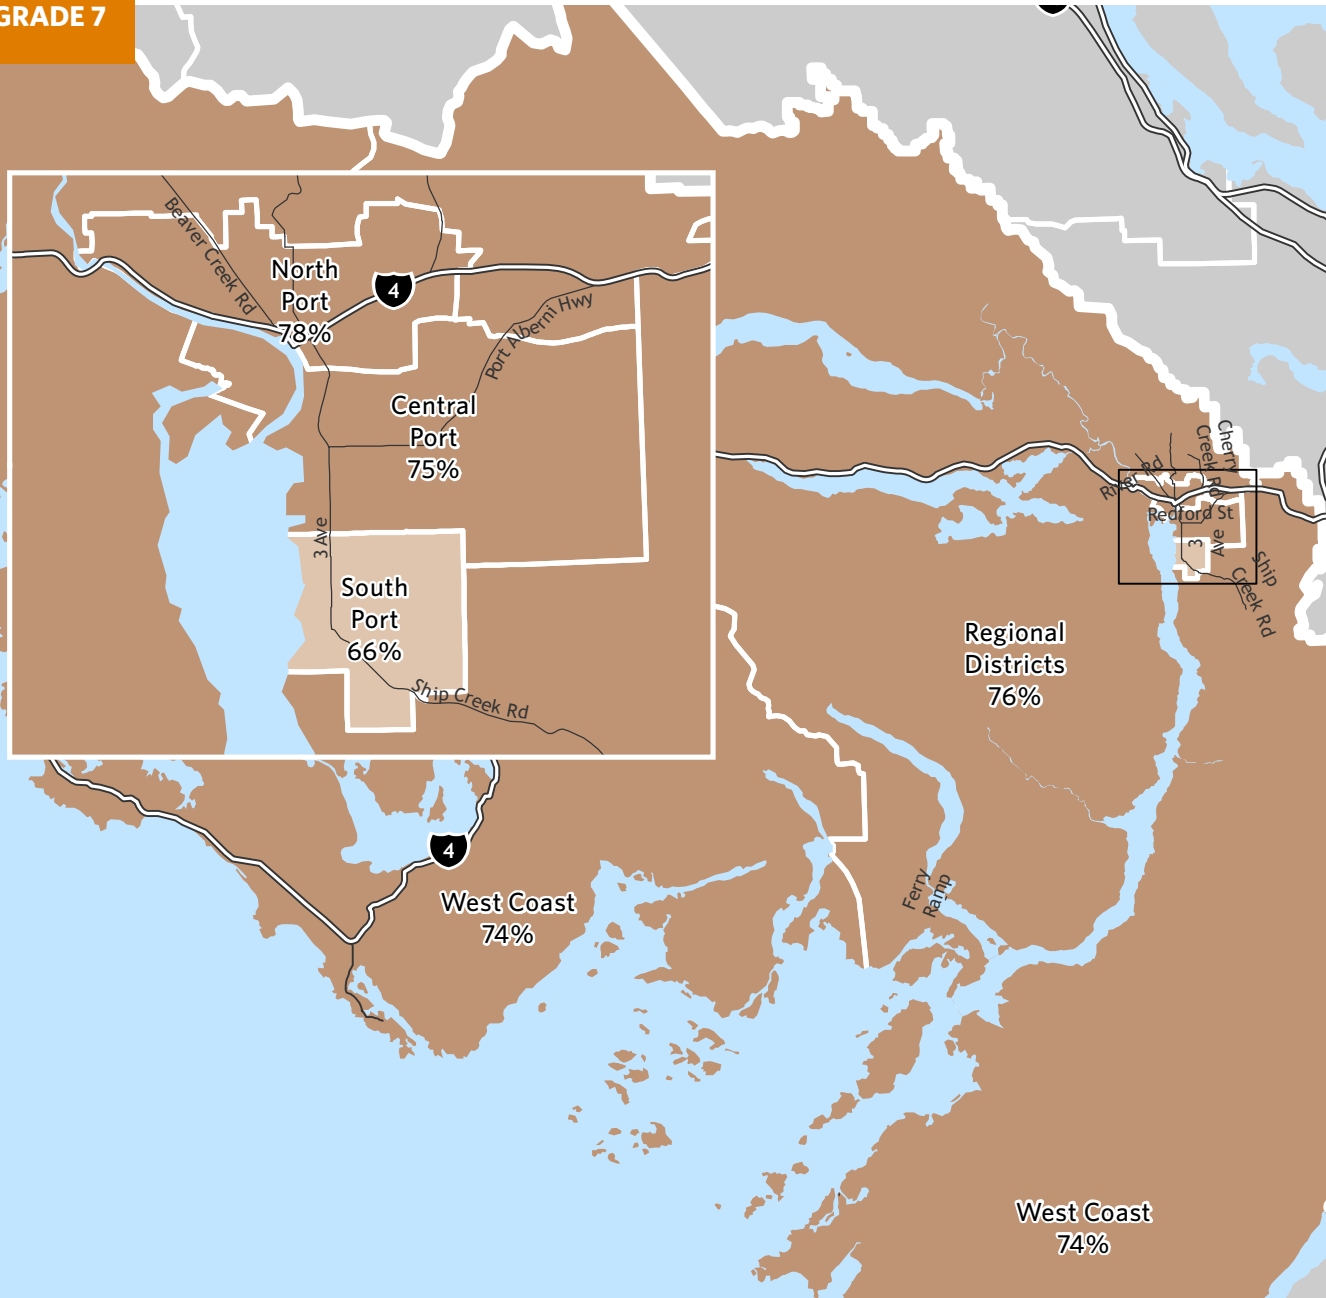 GRADE 7
Beaver Creek Rd
North
Port
78%
4
Port Alberni Hwy
Central
Port
75%
3 Ave
South
Port
66%
Ship Creek Rd
Cherry
Creek Rd
River Rd
Redford St
3
Ave
Ship
Creek Rd
Regional
Districts
76%
4
West Coast
74%
Ferry
Ramp
West Coast
74%